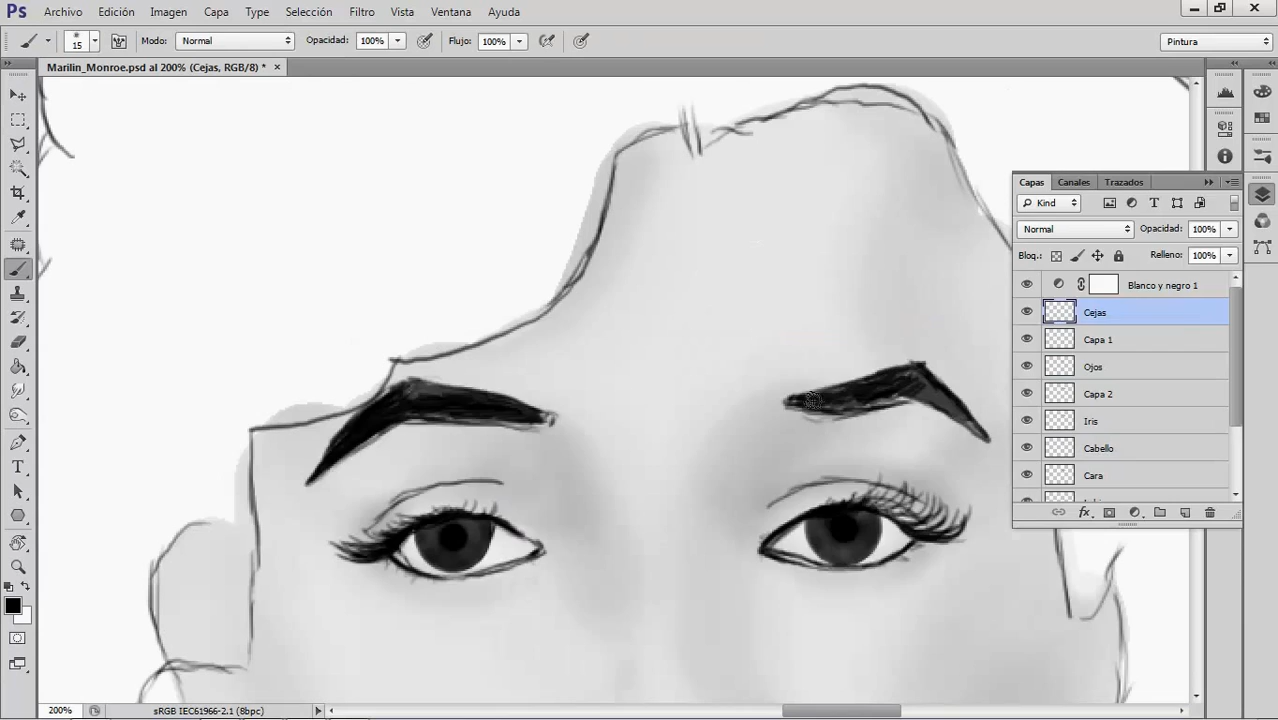 Ps Archivo Edición Imagen Capa Type Selección Filtro Vista Ventana Ayuda
15 Modo: Normal Opacidad: 100% Flujo: 100% Pintura
Marilin_Monroe.psd al 200% (Cejas, RGB/8) * ×
Capas Canales Trazados
Kind
Normal Opacidad: 100%
Bloq.: Relleno: 100%
Blanco y negro 1
Cejas
Capa 1
Ojos
Capa 2
Iris
Cabello
Cara
fx
200% sRGB IEC61966-2.1 (8bpc)